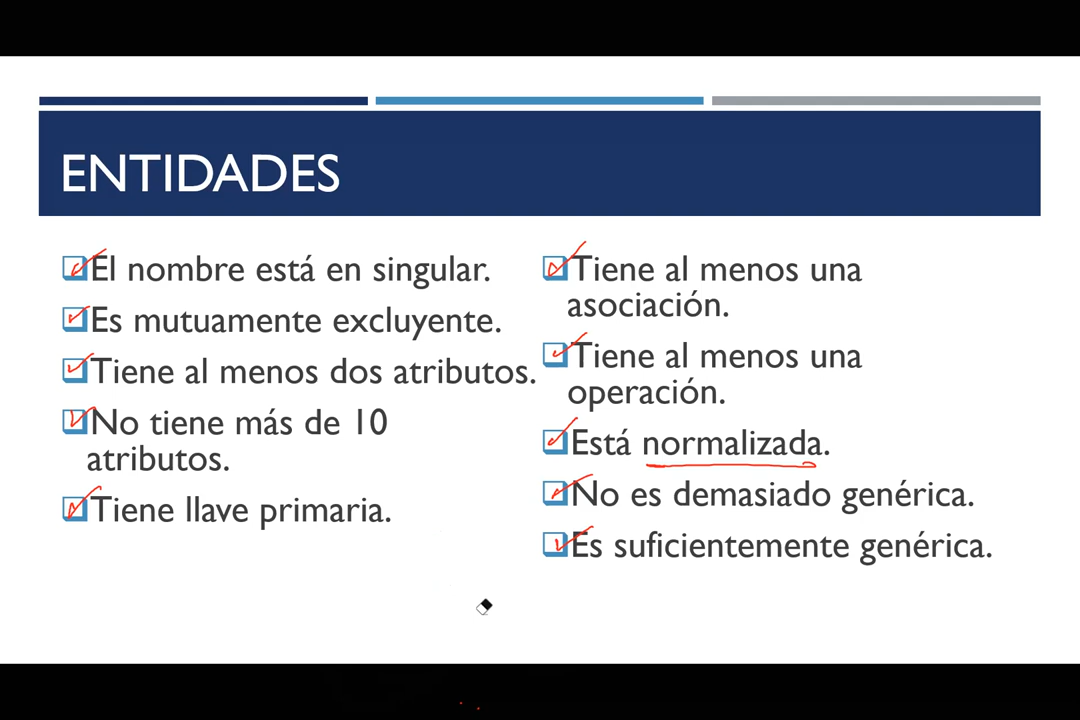 ENTIDADES
El nombre está en singular.
Es mutuamente excluyente.
Tiene al menos dos atributos.
No tiene más de 10
atributos.
Tiene llave primaria.
Tiene al menos una
asociación.
Tiene al menos una
operación.
Está normalizada.
No es demasiado genérica.
Es suficientemente genérica.